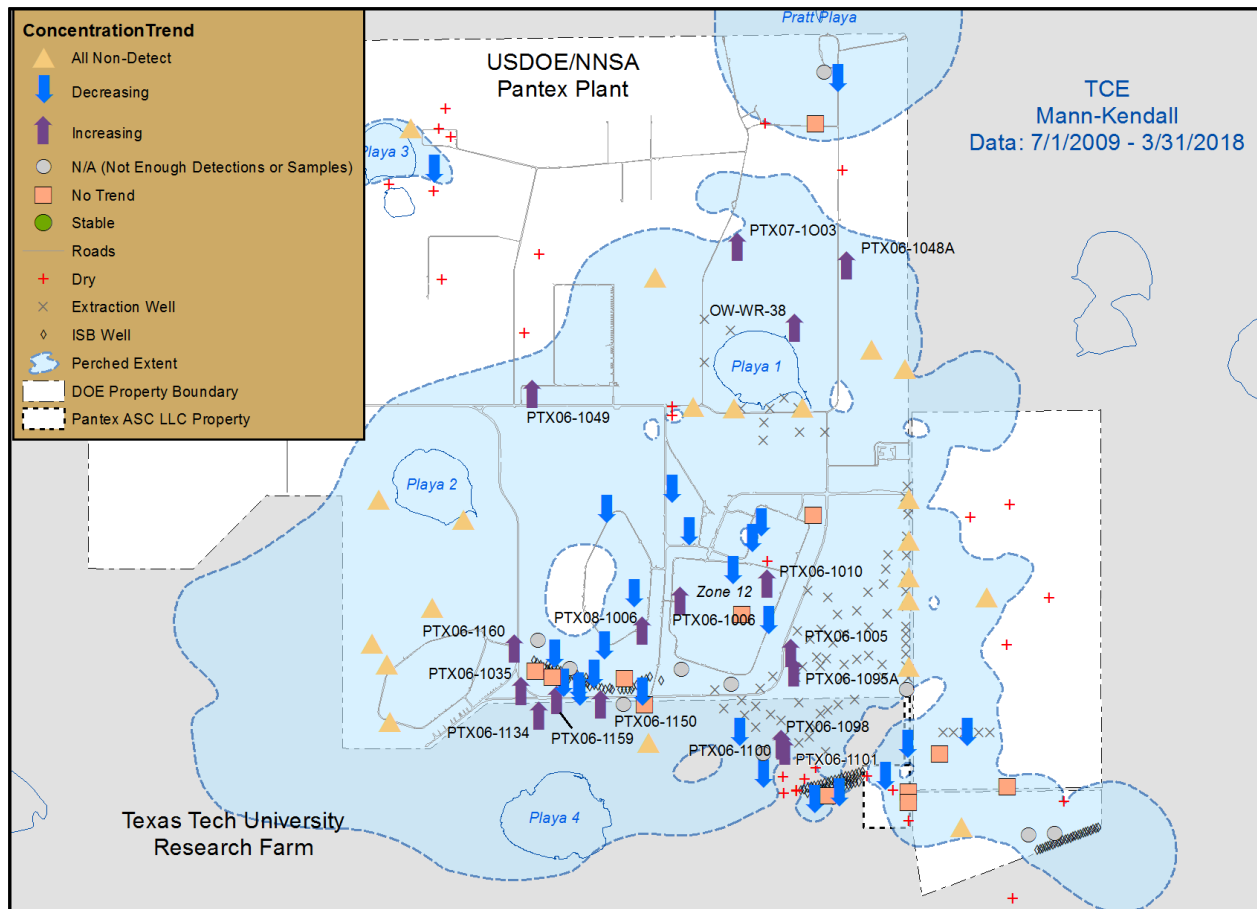 ConcentrationTrend
All Non-Detect
Decreasing
Increasing
N/A (Not Enough Detections or Samples)
No Trend
Stable
Roads
Dry
Extraction Well
ISB Well
Perched Extent
DOE Property Boundary
Pantex ASC LLC Property
Pratt Playa
USDOE/NNSA
Pantex Plant
TCE
Mann-Kendall
Data: 7/1/2009 - 3/31/2018
Playa 3
PTX07-1O03
PTX06-1048A
OW-WR-38
Playa 1
PTX06-1049
Playa 2
PTX06-1010
Zone 12
PTX08-1006
PTX06-1006
PTX06-1160
PTX06-1005
PTX06-1035
PTX06-1095A
PTX06-1134
PTX06-1159
PTX06-1150
PTX06-1098
PTX06-1100
PTX06-1101
Playa 4
Texas Tech University
Research Farm